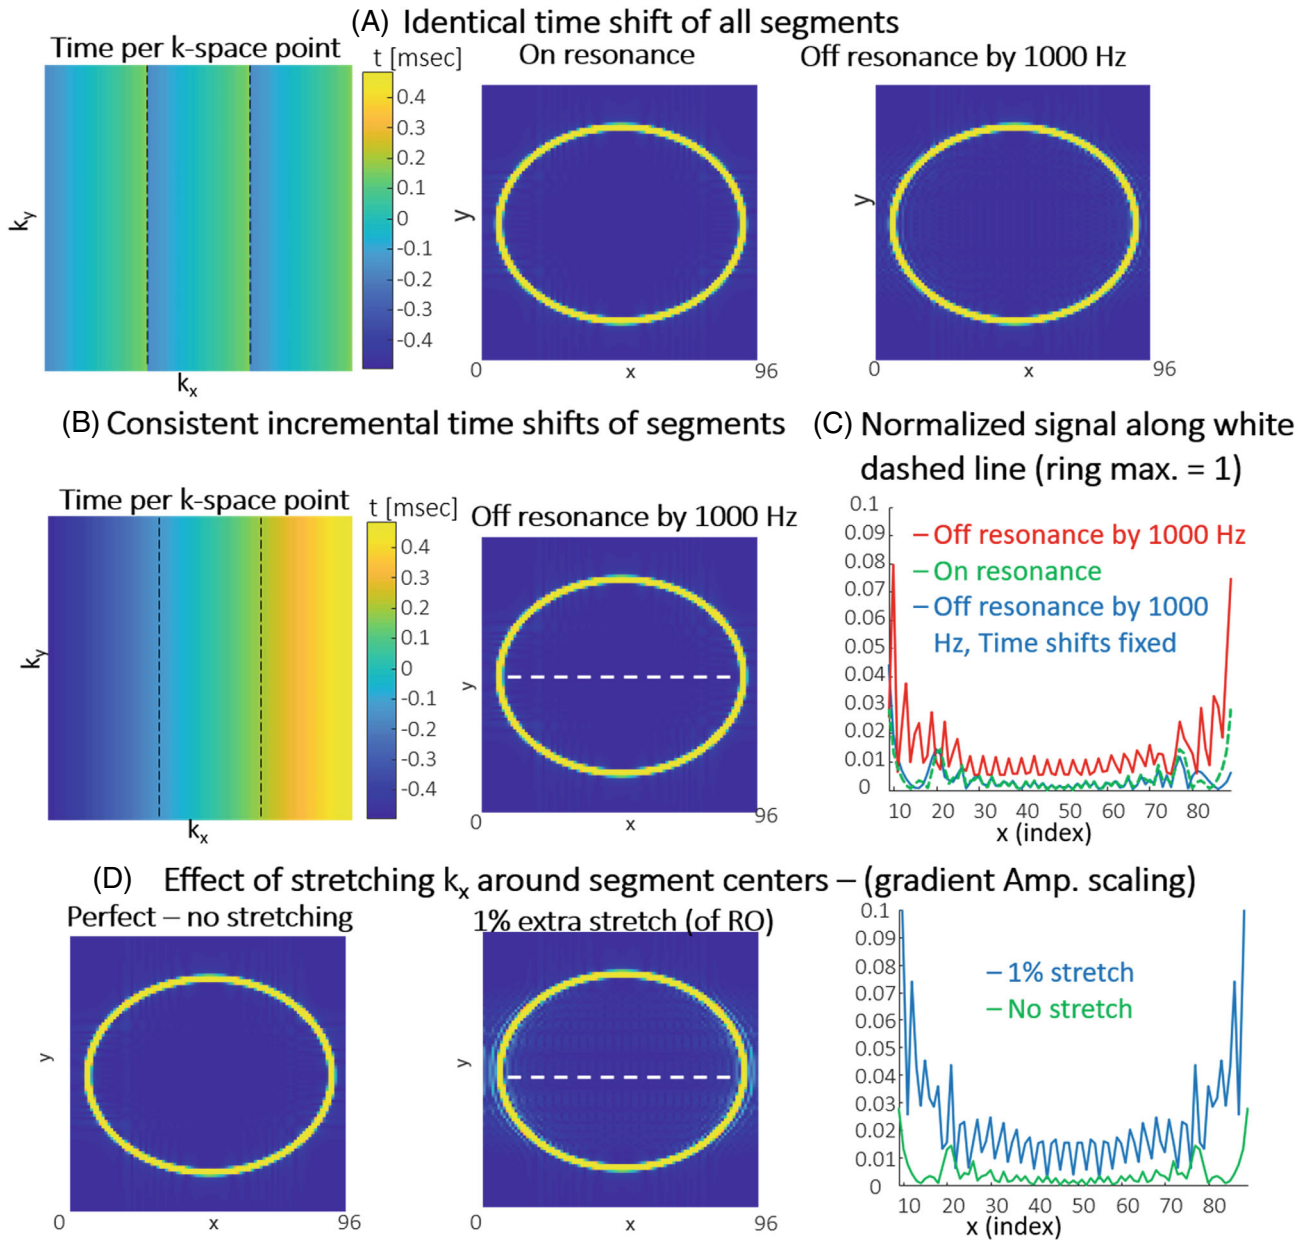 (A) Identical time shift of all segments
Time per k-space point
t [msec]
On resonance
Off resonance by 1000 Hz
0.4
0.3
0.2
0.1
0
-0.1
-0.2
-0.3
-0.4
ky
kx
y
0
x
96
y
0
x
96
(B) Consistent incremental time shifts of segments
Time per k-space point
t [msec]
Off resonance by 1000 Hz
0.4
0.3
0.2
0.1
0
-0.1
-0.2
-0.3
-0.4
ky
kx
y
0
x
96
(C) Normalized signal along white
dashed line (ring max. = 1)
0.1
0.09
0.08
0.07
0.06
0.05
0.04
0.03
0.02
0.01
0
– Off resonance by 1000 Hz
– On resonance
– Off resonance by 1000
Hz, Time shifts fixed
10 20 30 40 50 60 70 80
x (index)
(D) Effect of stretching kx around segment centers – (gradient Amp. scaling)
Perfect – no stretching
y
0
x
96
1% extra stretch (of RO)
y
0
x
96
0.1
0.09
0.08
0.07
0.06
0.05
0.04
0.03
0.02
0.01
0
– 1% stretch
– No stretch
10 20 30 40 50 60 70 80
x (index)